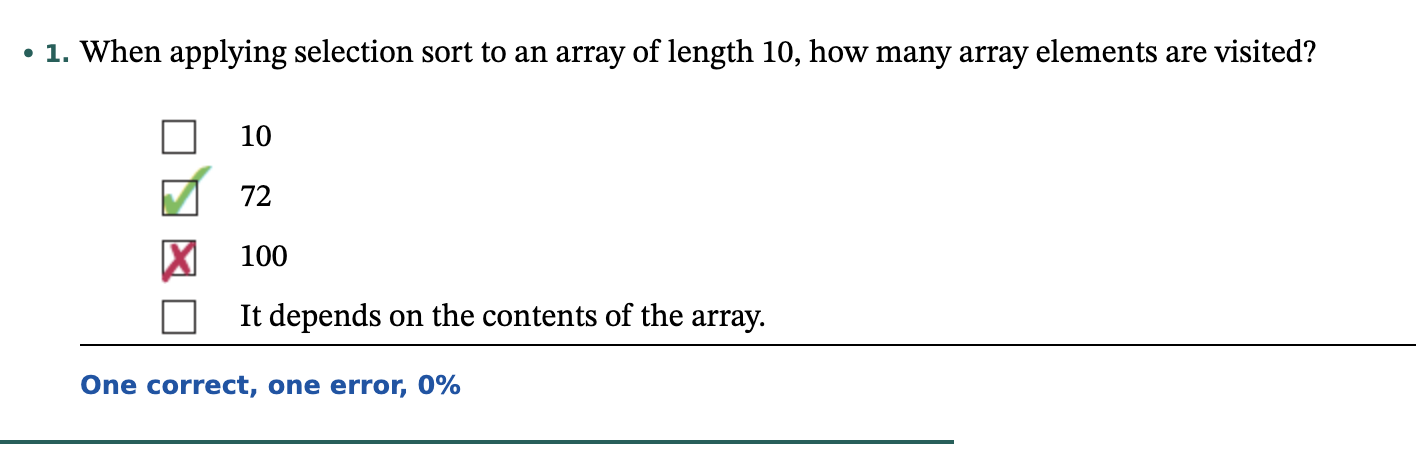 • 1. When applying selection sort to an array of length 10, how many array elements are visited?
10
72
100
It depends on the contents of the array.
One correct, one error, 0%